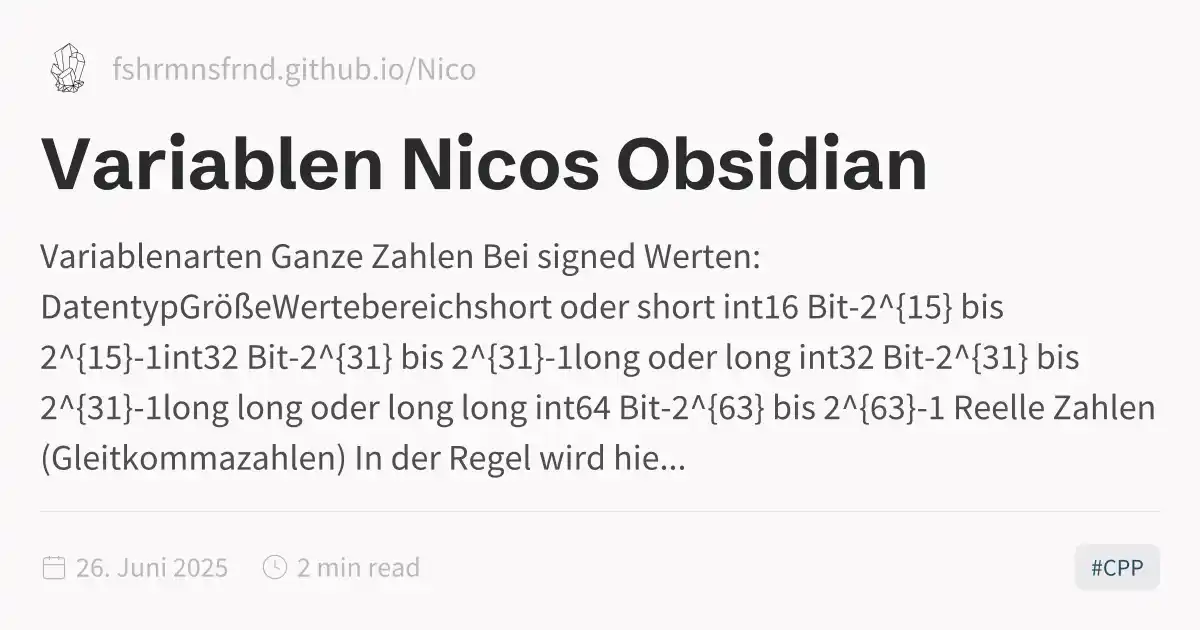 fshrmnsfrnd.github.io/Nico
Variablen Nicos Obsidian
Variablenarten Ganze Zahlen Bei signed Werten:
DatentypGrößeWertebereichshort oder short int16 Bit-2^{15} bis
2^{15}-1int32 Bit-2^{31} bis 2^{31}-1long oder long int32 Bit-2^{31} bis
2^{31}-1long long oder long long int64 Bit-2^{63} bis 2^{63}-1 Reelle Zahlen
(Gleitkommazahlen) In der Regel wird hie...
26. Juni 2025 2 min read #CPP